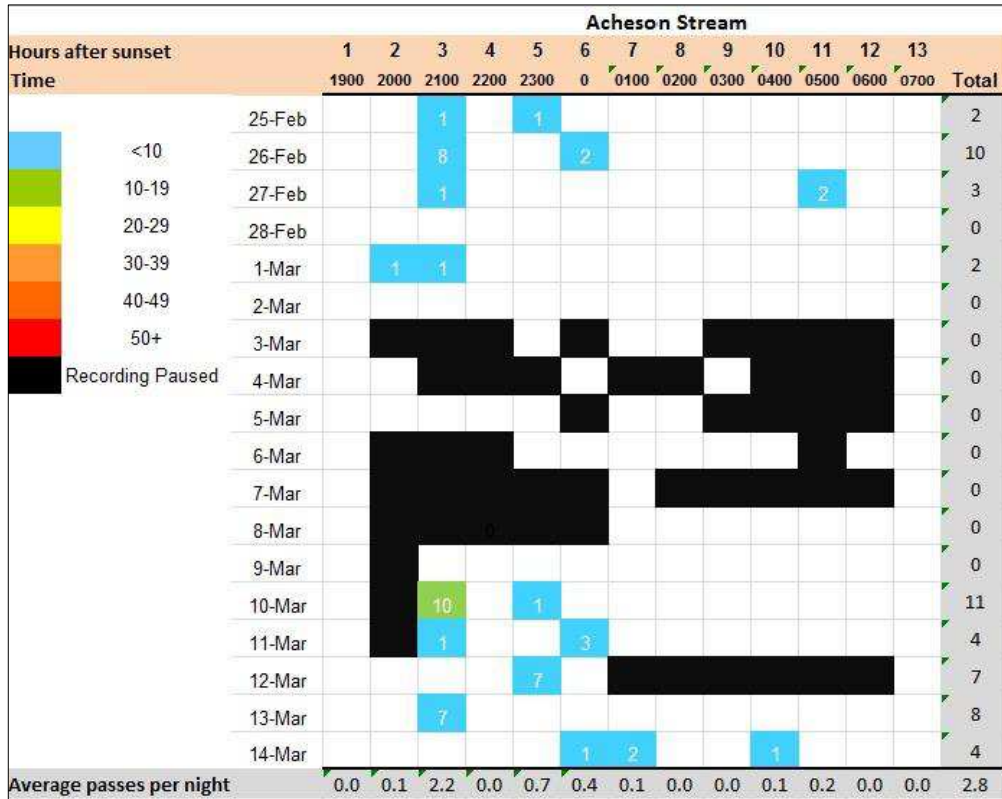 Acheson Stream
Hours after sunset 1 2 3 4 5 6 7 8 9 10 11 12 13
Time 1900 2000 2100 2200 2300 0 0100 0200 0300 0400 0500 0600 0700 Total
25-Feb 1 1 2
<10 26-Feb 8 2 10
10-19 27-Feb 1 2 3
20-29 28-Feb 0
30-39 1-Mar 1 1 2
40-49 2-Mar 0
50+ 3-Mar 0
Recording Paused 4-Mar 0
5-Mar 0
6-Mar 0
7-Mar 0
8-Mar 0 0
9-Mar 0
10-Mar 10 1 11
11-Mar 1 3 4
12-Mar 7 7
13-Mar 7 8
14-Mar 1 2 1 4
Average passes per night 0.0 0.1 2.2 0.0 0.7 0.4 0.1 0.0 0.0 0.1 0.2 0.0 0.0 2.8